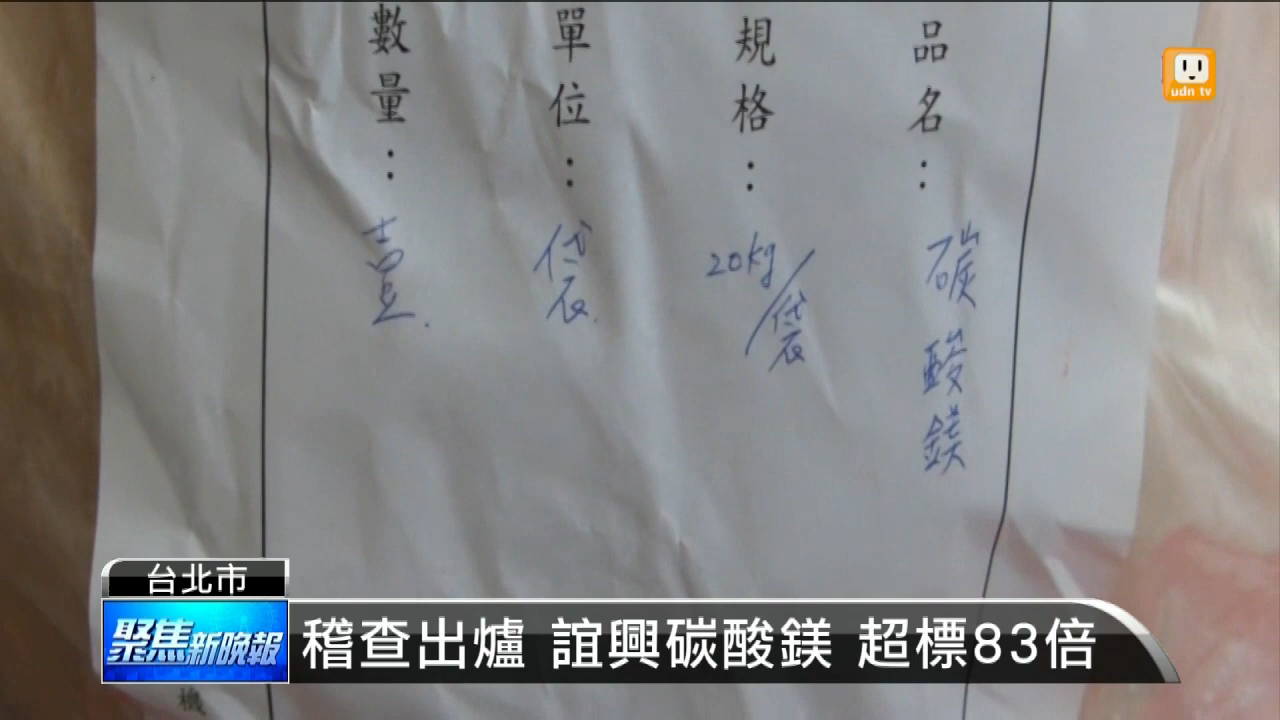 品名：碳酸鎂
規格：20kg/袋
單位：袋.
數量：壹.
udn tv
台北市
聚焦新晚報
稽查出爐 誼興碳酸鎂 超標83倍
機